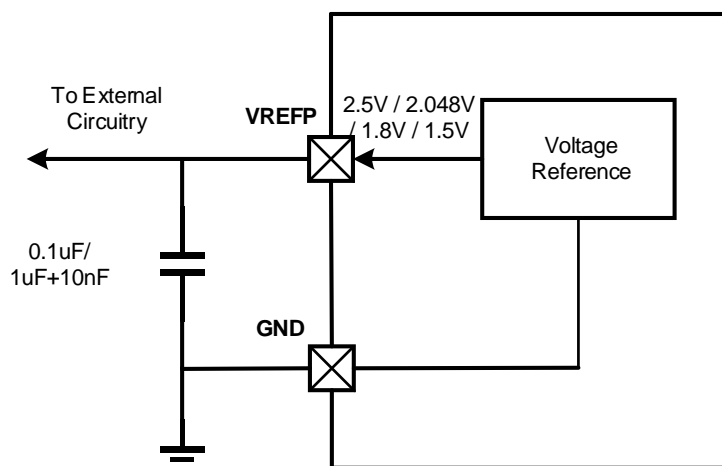 To External
Circuitry
VREFP
2.5V / 2.048V
/ 1.8V / 1.5V
Voltage
Reference
0.1uF/
1uF+10nF
GND